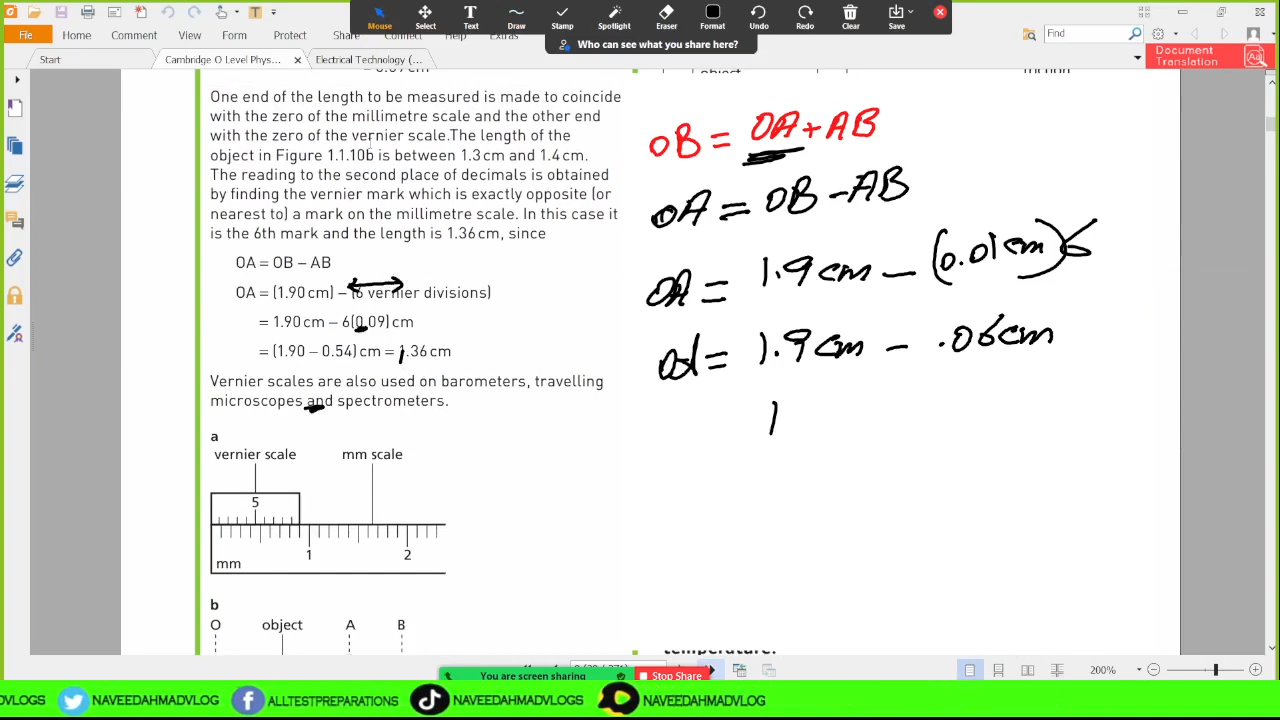 Mouse Select Text Draw Stamp Spotlight Eraser Format Undo Redo Clear Save
Who can see what you share here?
File Home Comment View Form Protect Share Connect Help Extras
Find
Document Translation
Start Cambridge O Level Phys... Electrical Technology (...
One end of the length to be measured is made to coincide
with the zero of the millimetre scale and the other end
with the zero of the vernier scale.The length of the
object in Figure 1.1.10b is between 1.3 cm and 1.4 cm.
The reading to the second place of decimals is obtained
by finding the vernier mark which is exactly opposite (or
nearest to) a mark on the millimetre scale. In this case it
is the 6th mark and the length is 1.36 cm, since
OA = OB – AB
OA = (1.90 cm) – (6 vernier divisions)
= 1.90 cm – 6(0.09) cm
= (1.90 – 0.54) cm = 1.36 cm
Vernier scales are also used on barometers, travelling
microscopes and spectrometers.
a
vernier scale mm scale
5
1 2
mm
b
O object A B
object friction
OB = OA + AB
OA = OB - AB
OA = 1.9 cm - (0.01 cm) 6
OA = 1.9 cm - .06 cm
1
temperature.
You are screen sharing Stop Share
200%
DVLOGS NAVEEDAHMADVLOGS ALLTESTPREPARATIONS NAVEEDAHMADVLOGS NAVEEDAHMADVLOG